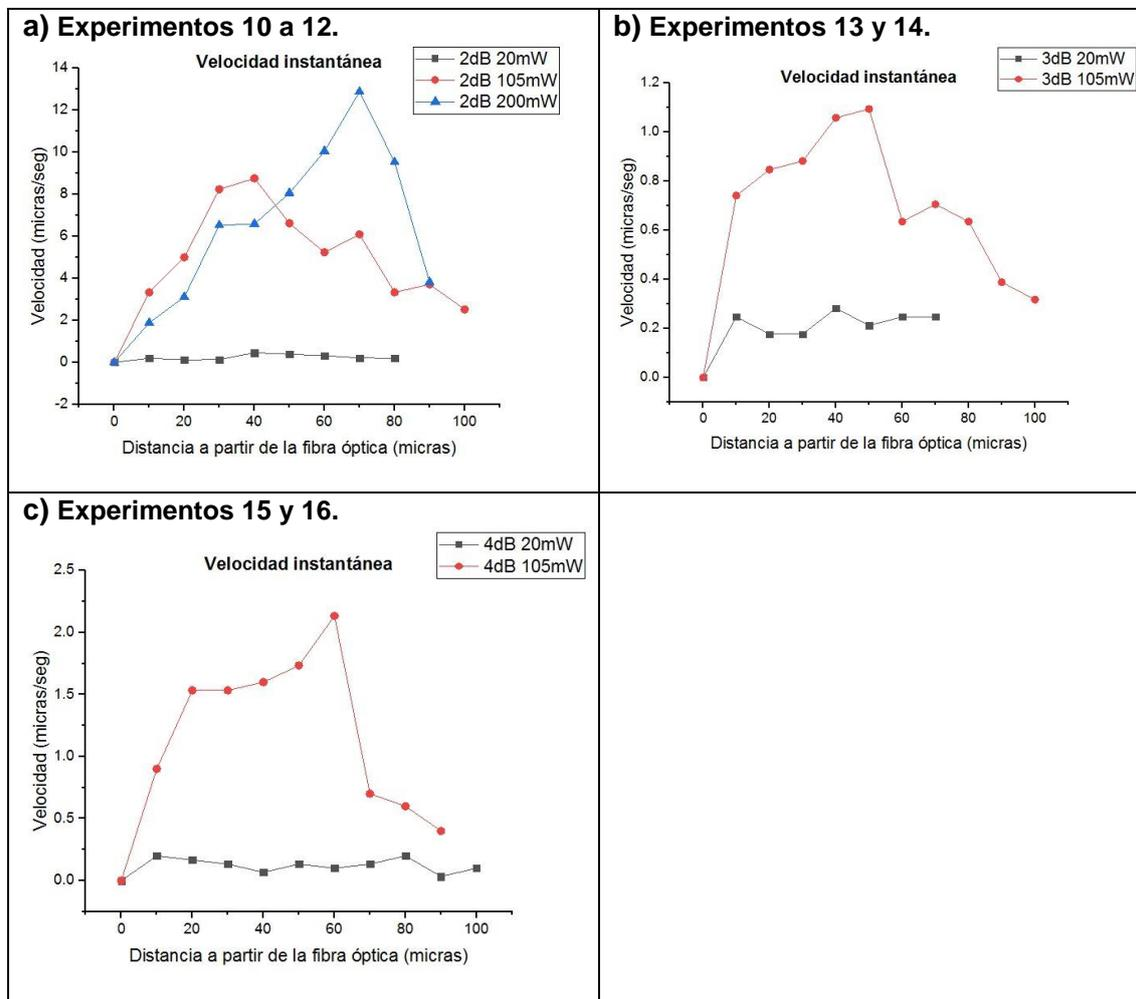 a) Experimentos 10 a 12.
Velocidad instantánea
2dB 20mW
2dB 105mW
2dB 200mW
Velocidad (micras/seg)
14
12
10
8
6
4
2
0
-2
0 20 40 60 80 100
Distancia a partir de la fibra óptica (micras)
b) Experimentos 13 y 14.
Velocidad instantánea
3dB 20mW
3dB 105mW
Velocidad (micras/seg)
1.2
1.0
0.8
0.6
0.4
0.2
0.0
0 20 40 60 80 100
Distancia a partir de la fibra óptica (micras)
c) Experimentos 15 y 16.
Velocidad instantánea
4dB 20mW
4dB 105mW
Velocidad (micras/seg)
2.5
2.0
1.5
1.0
0.5
0.0
0 20 40 60 80 100
Distancia a partir de la fibra óptica (micras)